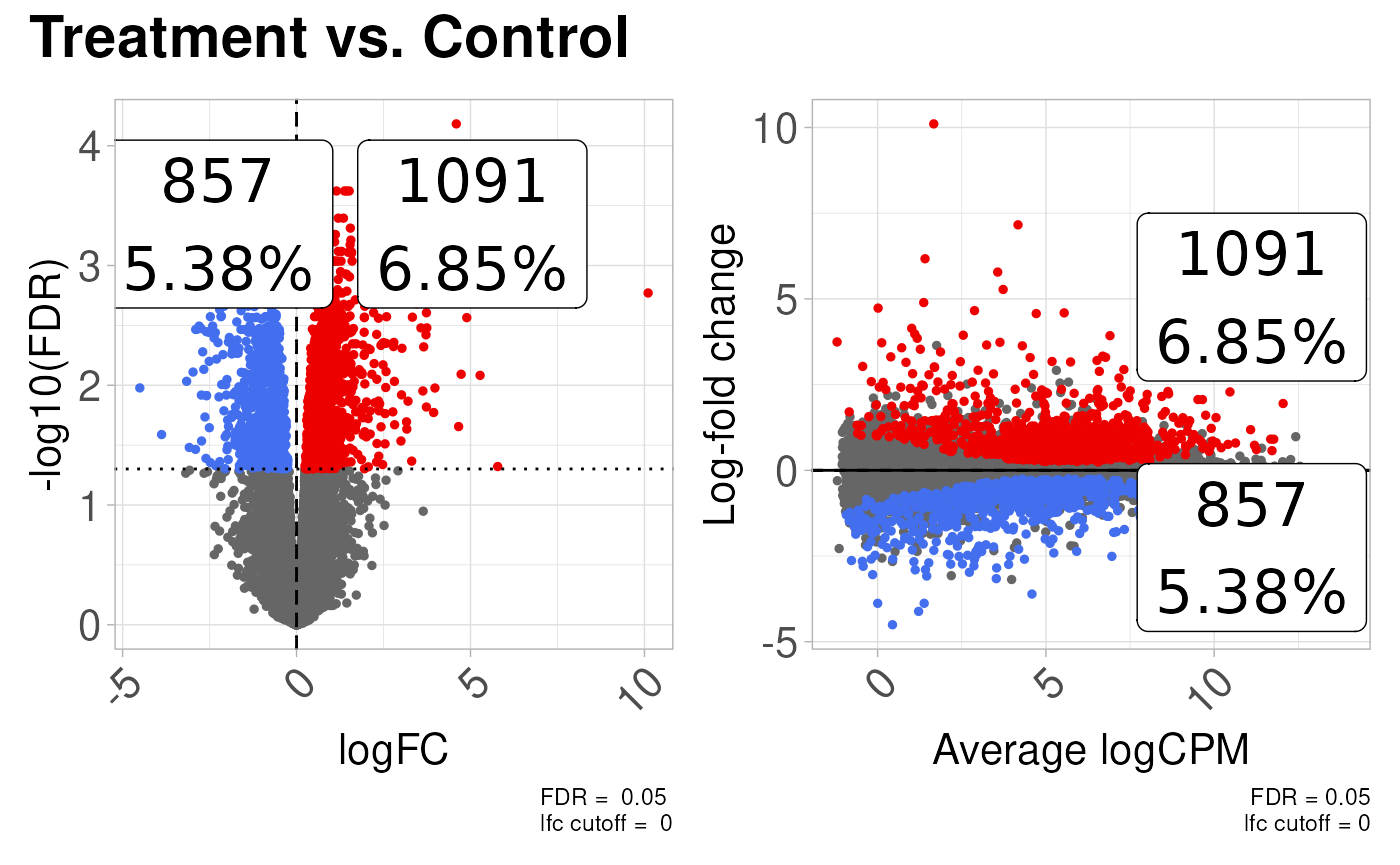 Treatment vs. Control
-log10(FDR)
4
3
2
1
0
857
5.38%
1091
6.85%
-5
0
5
10
logFC
FDR =  0.05
lfc cutoff =  0
Log-fold change
10
5
0
-5
1091
6.85%
857
5.38%
0
5
10
Average logCPM
FDR = 0.05
lfc cutoff = 0